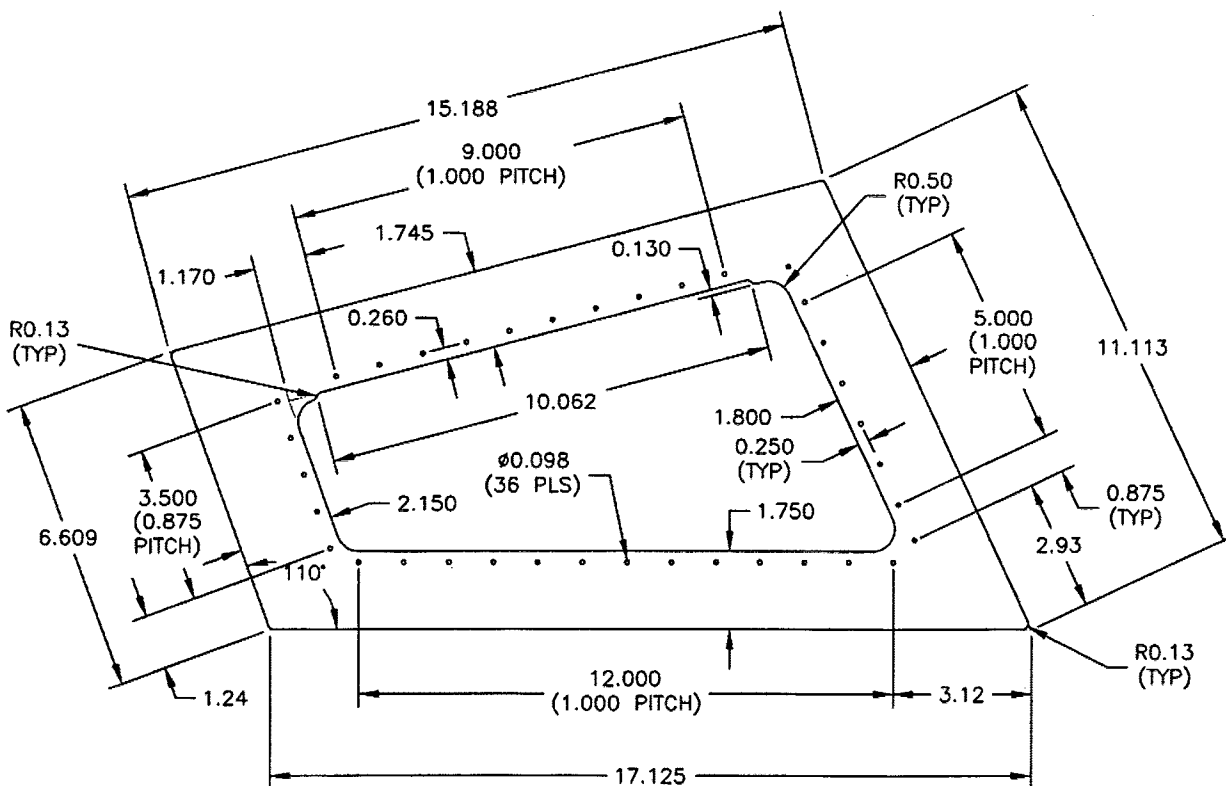 15.188
9.000
(1.000 PITCH)
R0.50
(TYP)
1.745
0.130
1.170
0.260
R0.13
(TYP)
5.000
(1.000
PITCH)
11.113
10.062
1.800
0.250
(TYP)
Ø0.098
(36 PLS)
3.500
(0.875
PITCH)
6.609
2.150
1.750
0.875
(TYP)
2.93
110°
R0.13
(TYP)
1.24
12.000
(1.000 PITCH)
3.12
17.125